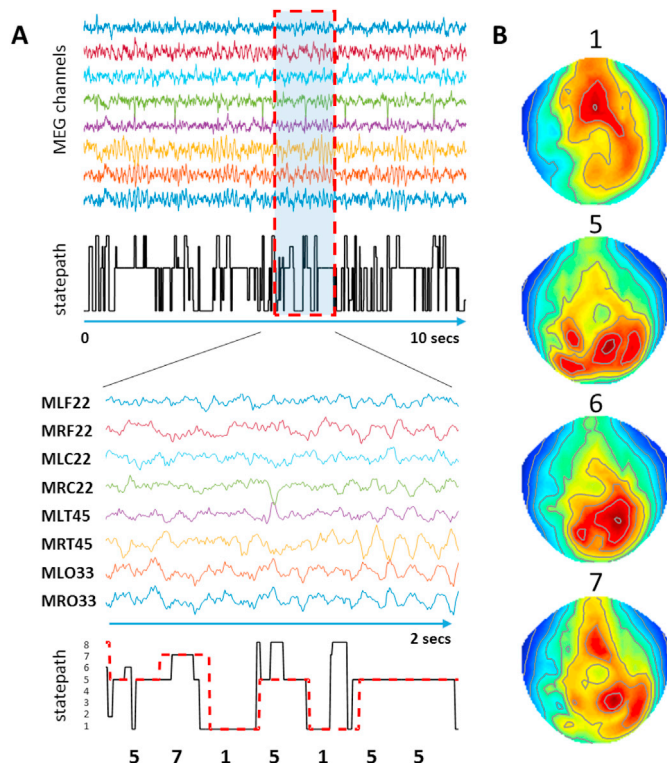 A
MEG channels
statepath
0 10 secs
MLF22
MRF22
MLC22
MRC22
MLT45
MRT45
MLO33
MRO33
2 secs
statepath
8
7
6
5
4
3
2
1
5 7 1 5 1 5 5
B
1
5
6
7